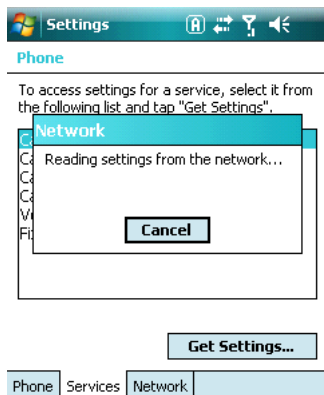 Settings
Phone
To access settings for a service, select it from
the following list and tap "Get Settings".
Network
Reading settings from the network...
Cancel
Get Settings...
Phone Services Network